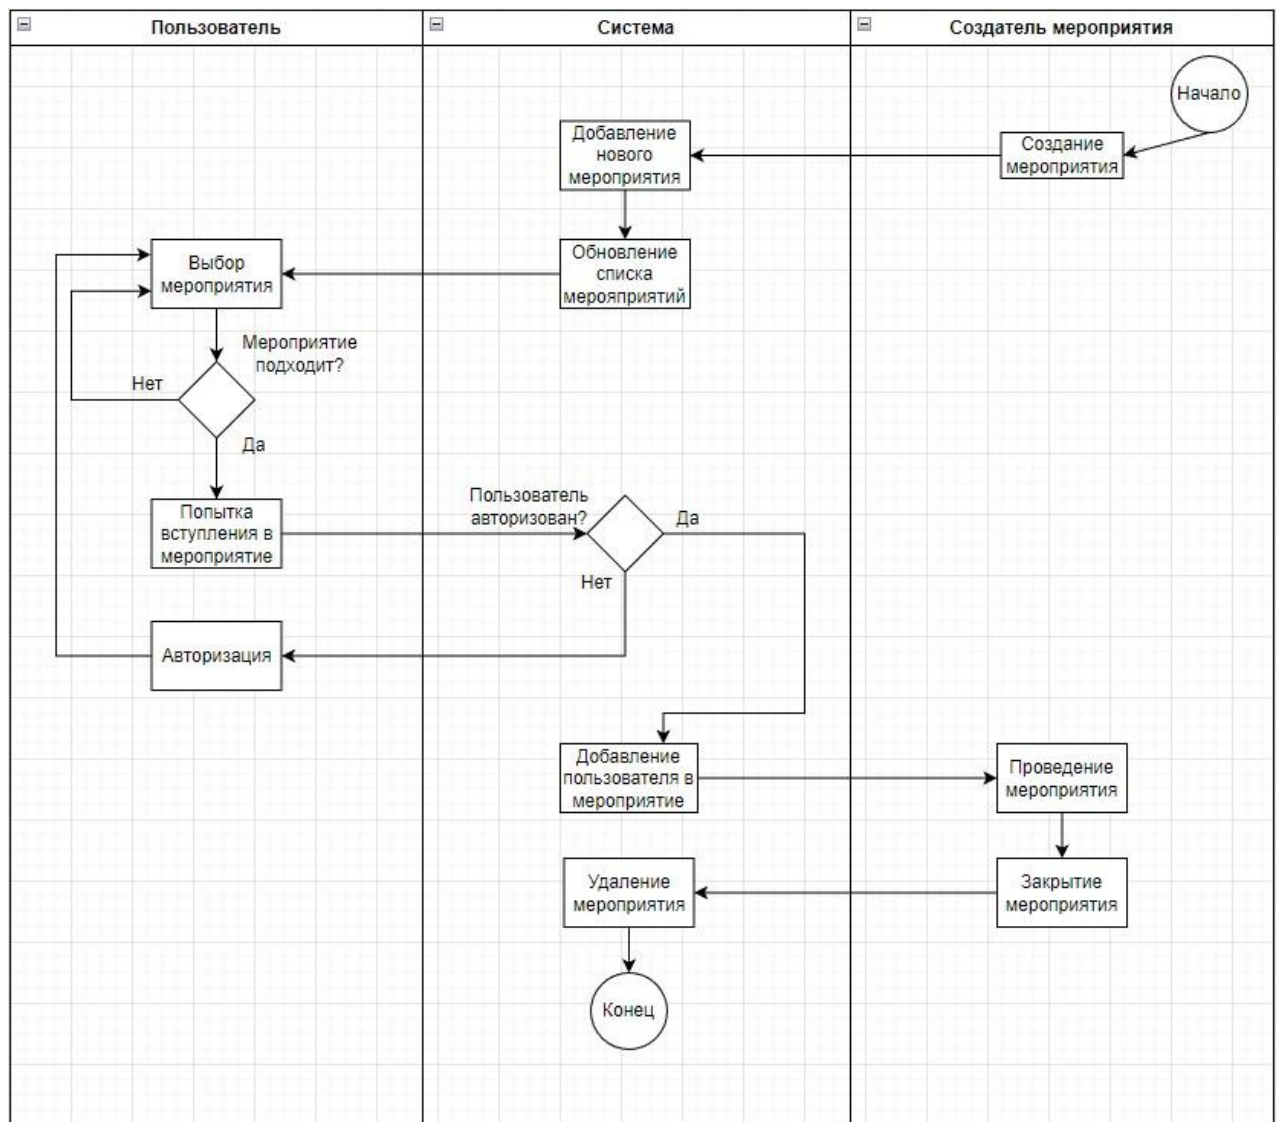 Пользователь
Система
Создатель мероприятия
Начало
Создание
мероприятия
Добавление
нового
мероприятия
Обновление
списка
мерояприятий
Выбор
мероприятия
Мероприятие
подходит?
Нет
Да
Попытка
вступления в
мероприятие
Пользователь
авторизован?
Да
Нет
Авторизация
Добавление
пользователя в
мероприятие
Проведение
мероприятия
Закрытие
мероприятия
Удаление
мероприятия
Конец